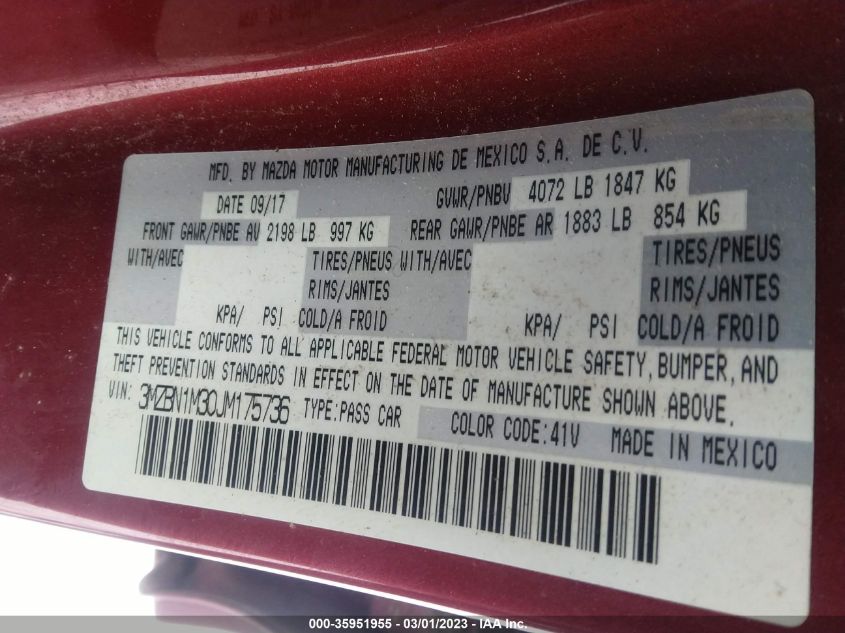 MFD. BY MAZDA MOTOR MANUFACTURING DE MEXICO S.A. DE C.V.
DATE 09/17 GVWR/PNBV 4072 LB 1847 KG
FRONT GAWR/PNBE AV 2198 LB 997 KG REAR GAWR/PNBE AR 1883 LB 854 KG
WITH/AVEC TIRES/PNEUS WITH/AVEC TIRES/PNEUS
RIMS/JANTES RIMS/JANTES
KPA/ PSI COLD/A FROID KPA/ PSI COLD/A FROID
THIS VEHICLE CONFORMS TO ALL APPLICABLE FEDERAL MOTOR VEHICLE SAFETY, BUMPER, AND
THEFT PREVENTION STANDARDS IN EFFECT ON THE DATE OF MANUFACTURE SHOWN ABOVE.
VIN: 3MZBN1M30JM175736 TYPE:PASS CAR COLOR CODE:41V MADE IN MEXICO
000-35951955 — 03/01/2023 — IAA Inc.